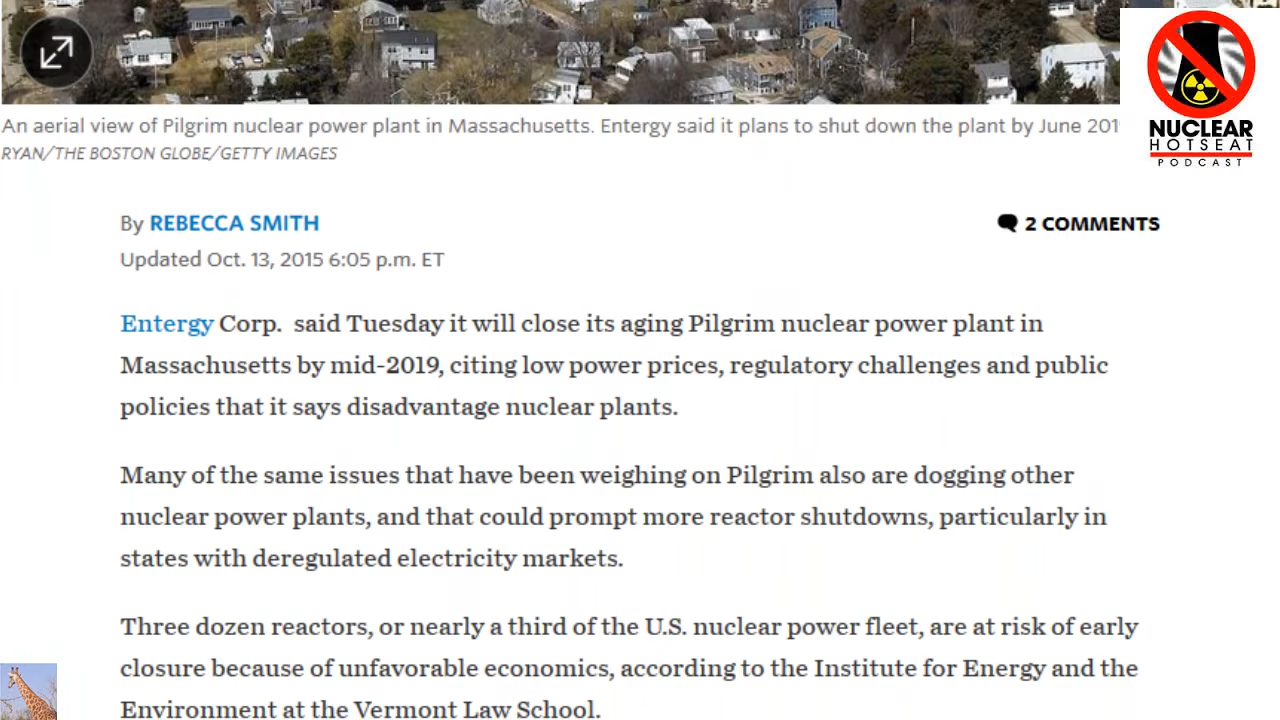 An aerial view of Pilgrim nuclear power plant in Massachusetts. Entergy said it plans to shut down the plant by June 201
RYAN/THE BOSTON GLOBE/GETTY IMAGES
NUCLEAR
HOTSEAT
PODCAST
By REBECCA SMITH
2 COMMENTS
Updated Oct. 13, 2015 6:05 p.m. ET
Entergy Corp. said Tuesday it will close its aging Pilgrim nuclear power plant in
Massachusetts by mid-2019, citing low power prices, regulatory challenges and public
policies that it says disadvantage nuclear plants.
Many of the same issues that have been weighing on Pilgrim also are dogging other
nuclear power plants, and that could prompt more reactor shutdowns, particularly in
states with deregulated electricity markets.
Three dozen reactors, or nearly a third of the U.S. nuclear power fleet, are at risk of early
closure because of unfavorable economics, according to the Institute for Energy and the
Environment at the Vermont Law School.